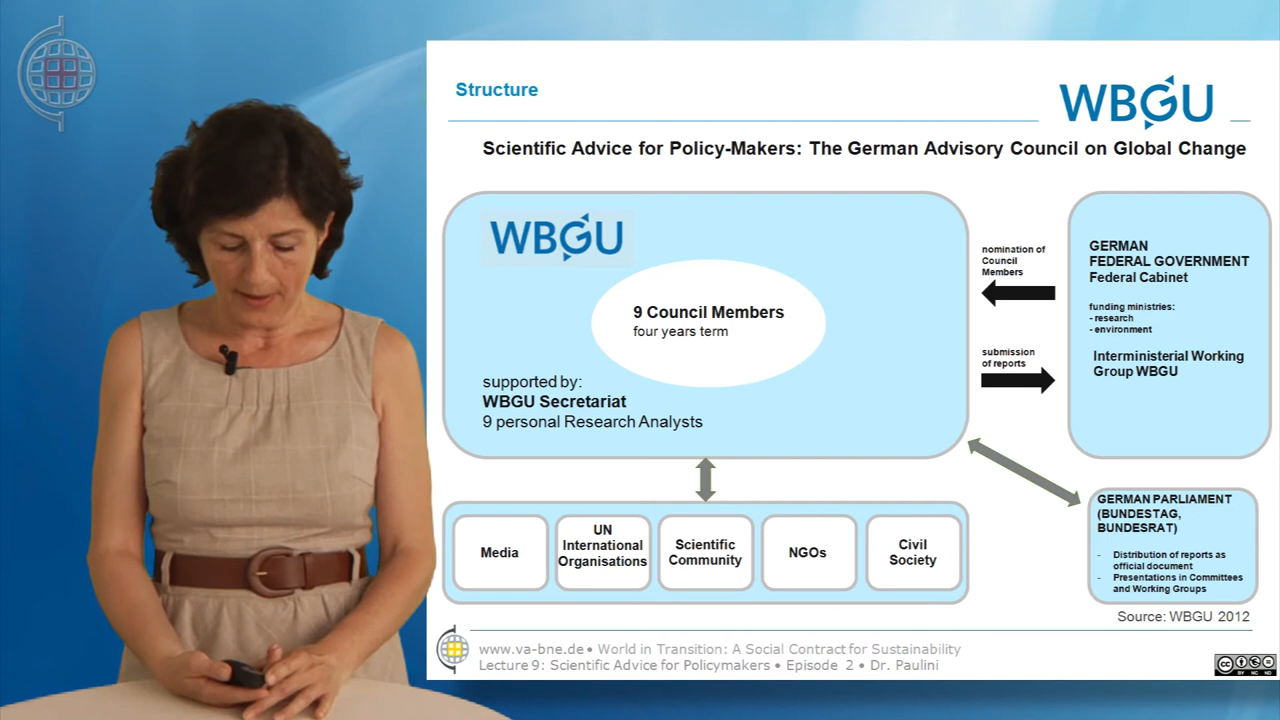 Structure
WBGU
Scientific Advice for Policy-Makers: The German Advisory Council on Global Change
WBGU
9 Council Members
four years term
supported by:
WBGU Secretariat
9 personal Research Analysts
nomination of
Council
Members
submission
of reports
GERMAN
FEDERAL GOVERNMENT
Federal Cabinet
funding ministries:
- research
- environment
Interministerial Working
Group WBGU
Media
UN
International
Organisations
Scientific
Community
NGOs
Civil
Society
GERMAN PARLIAMENT
(BUNDESTAG,
BUNDESRAT)
- Distribution of reports as
official document
- Presentations in Committees
and Working Groups
Source: WBGU 2012
www.va-bne.de • World in Transition: A Social Contract for Sustainability
Lecture 9: Scientific Advice for Policymakers • Episode 2 • Dr. Paulini
cc
BY NC ND